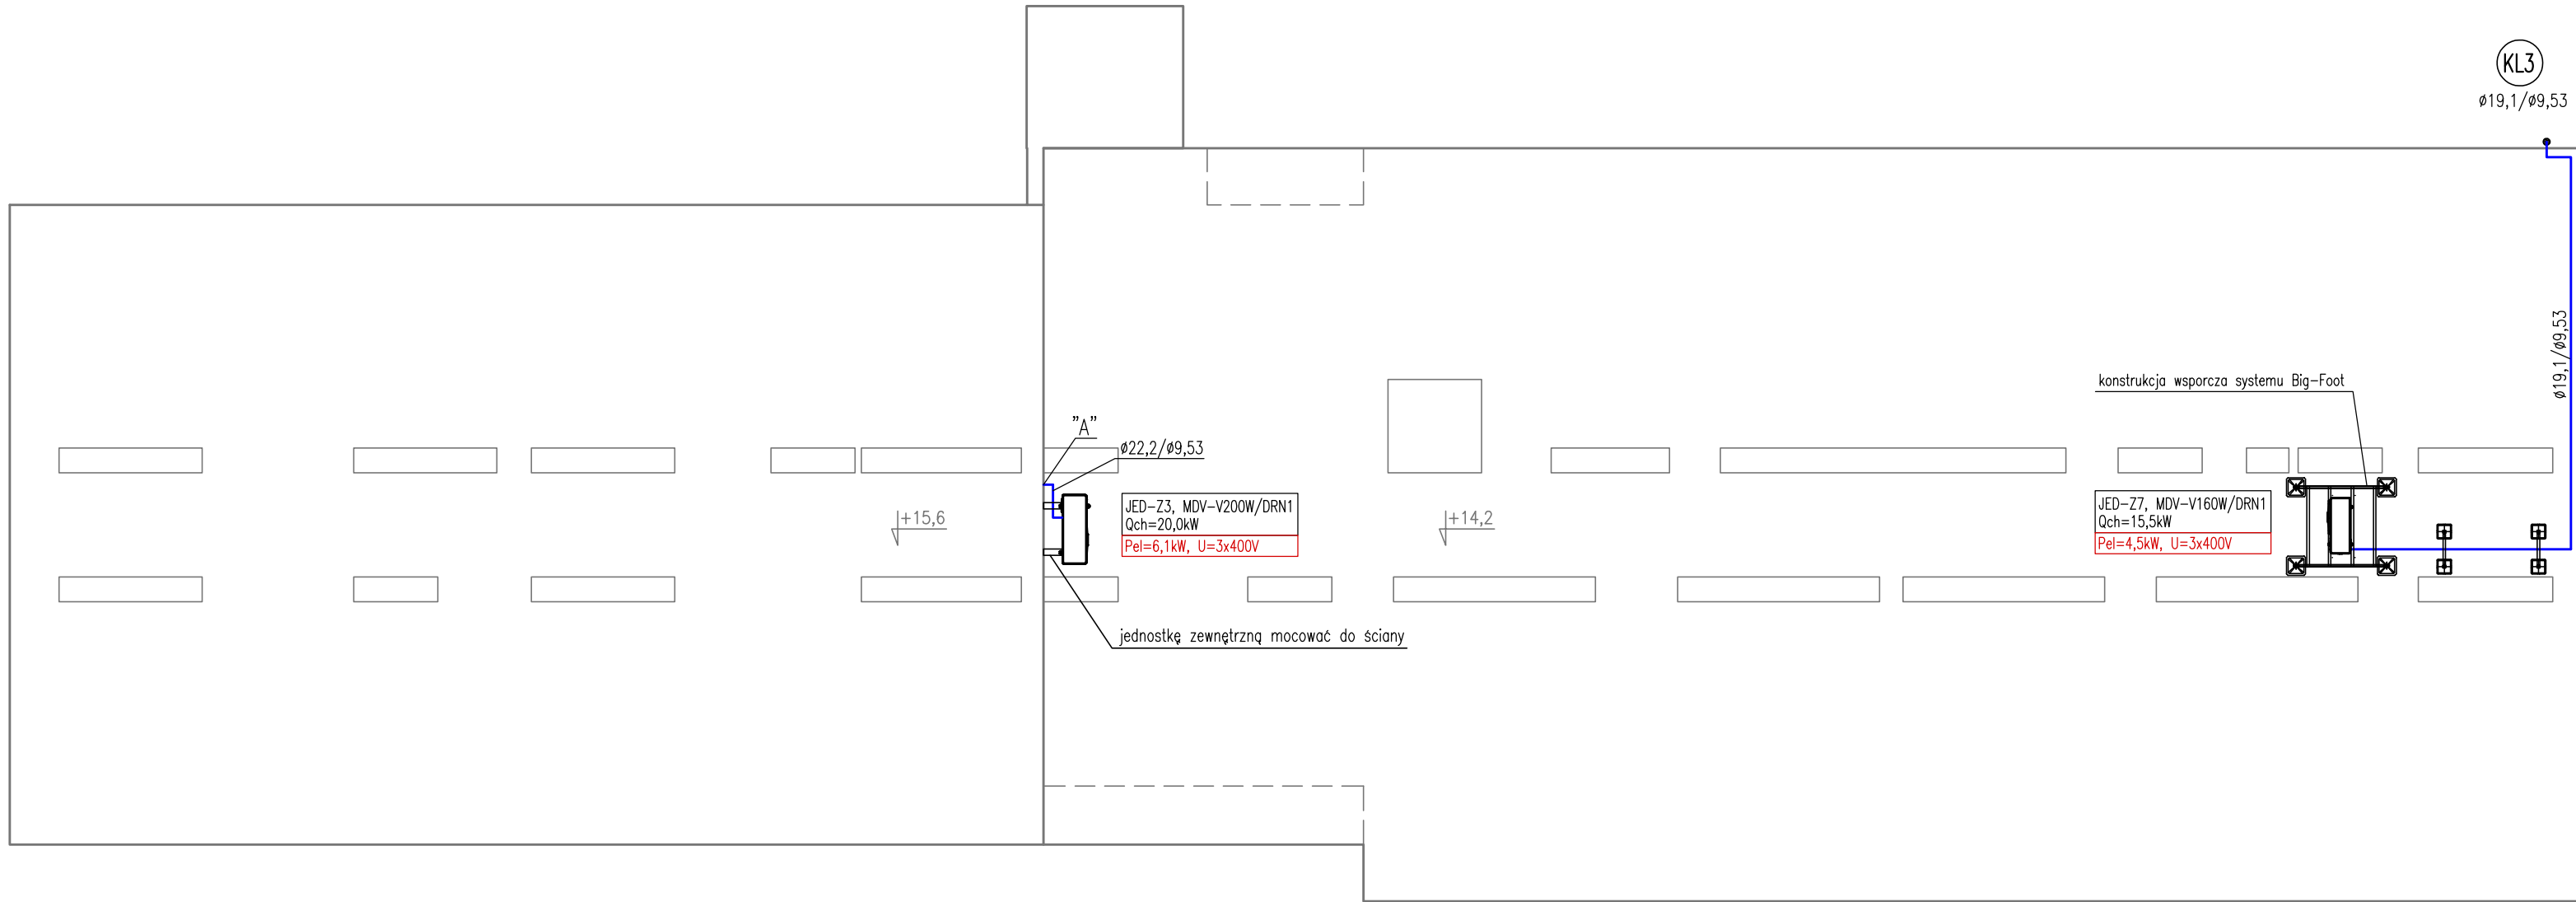 KL3
ø19,1/ø9,53
ø19,1/ø9,53
konstrukcja wsporcza systemu Big-Foot
"A"
ø22,2/ø9,53
JED-Z3, MDV-V200W/DRN1
Qch=20,0kW
Pel=6,1kW, U=3x400V
JED-Z7, MDV-V160W/DRN1
Qch=15,5kW
Pel=4,5kW, U=3x400V
+15,6
+14,2
jednostkę zewnętrzną mocować do ściany